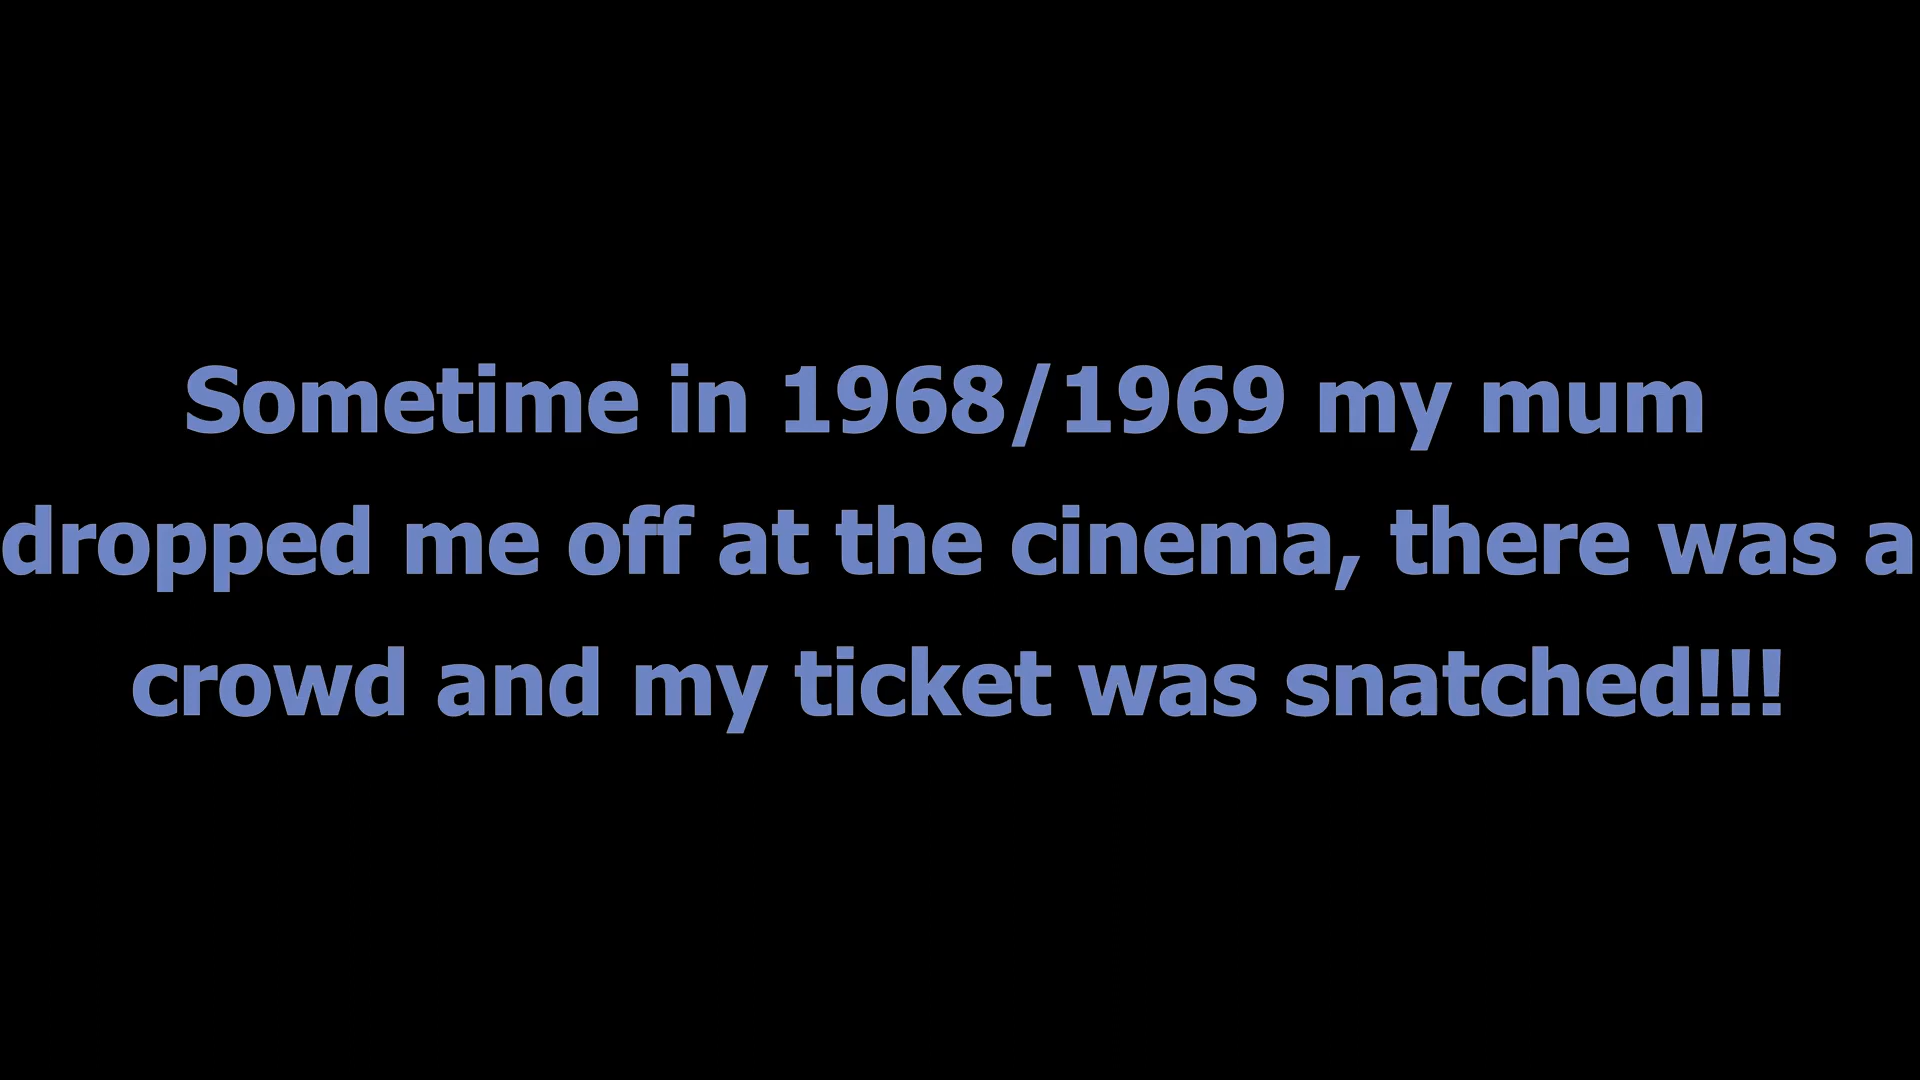 Sometime in 1968/1969 my mum
dropped me off at the cinema, there was a
crowd and my ticket was snatched!!!